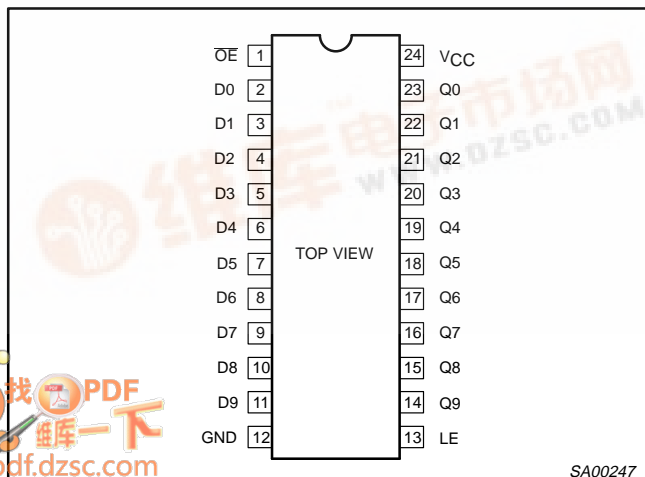 OE 1 24 VCC
D0 2 23 Q0
D1 3 22 Q1
D2 4 21 Q2
D3 5 20 Q3
D4 6 19 Q4
TOP VIEW
D5 7 18 Q5
D6 8 17 Q6
D7 9 16 Q7
D8 10 15 Q8
D9 11 14 Q9
GND 12 13 LE
SA00247
维库电子市场网
WWW.DZSC.COM
找 PDF
维库一下
pdf.dzsc.com